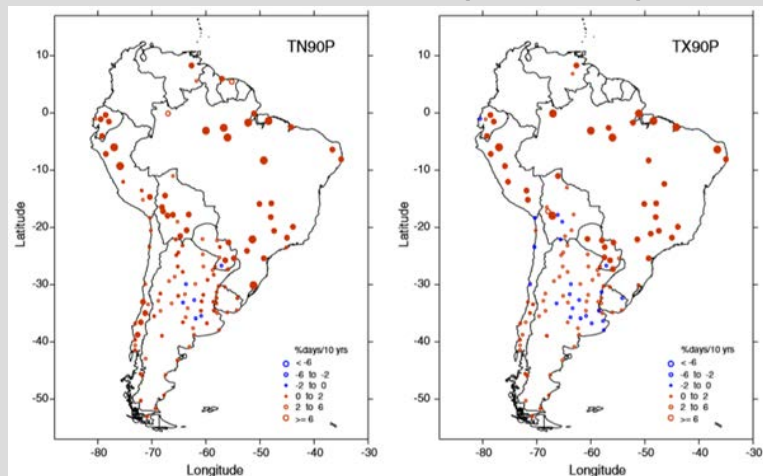 TN90P
TX90P
10
0
-10
-20
-30
-40
-50
Latitude
-80
-70
-60
-50
-40
-30
Longitude
%days/10 yrs
< -6
-6 to -2
-2 to 0
0 to 2
2 to 6
>= 6
10
0
-10
-20
-30
-40
-50
Latitude
-80
-70
-60
-50
-40
-30
Longitude
%days/10 yrs
< -6
-6 to -2
-2 to 0
0 to 2
2 to 6
>= 6